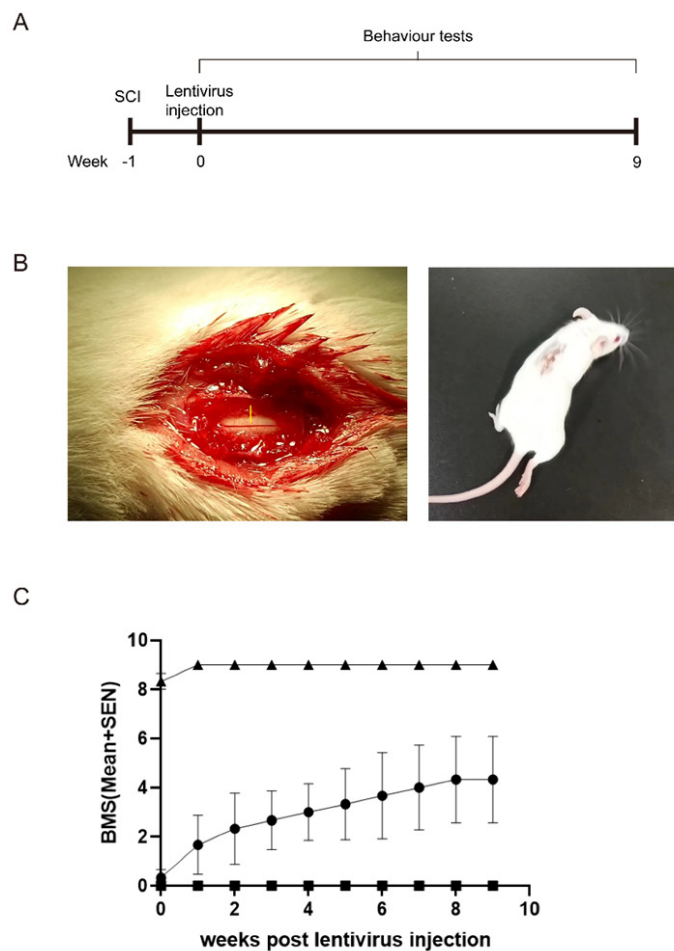 A
Behaviour tests
SCI
Lentivirus
injection
Week
-1
0
9
B
C
BMS(Mean+SEN)
10
8
6
4
2
0
0
2
4
6
8
10
weeks post lentivirus injection